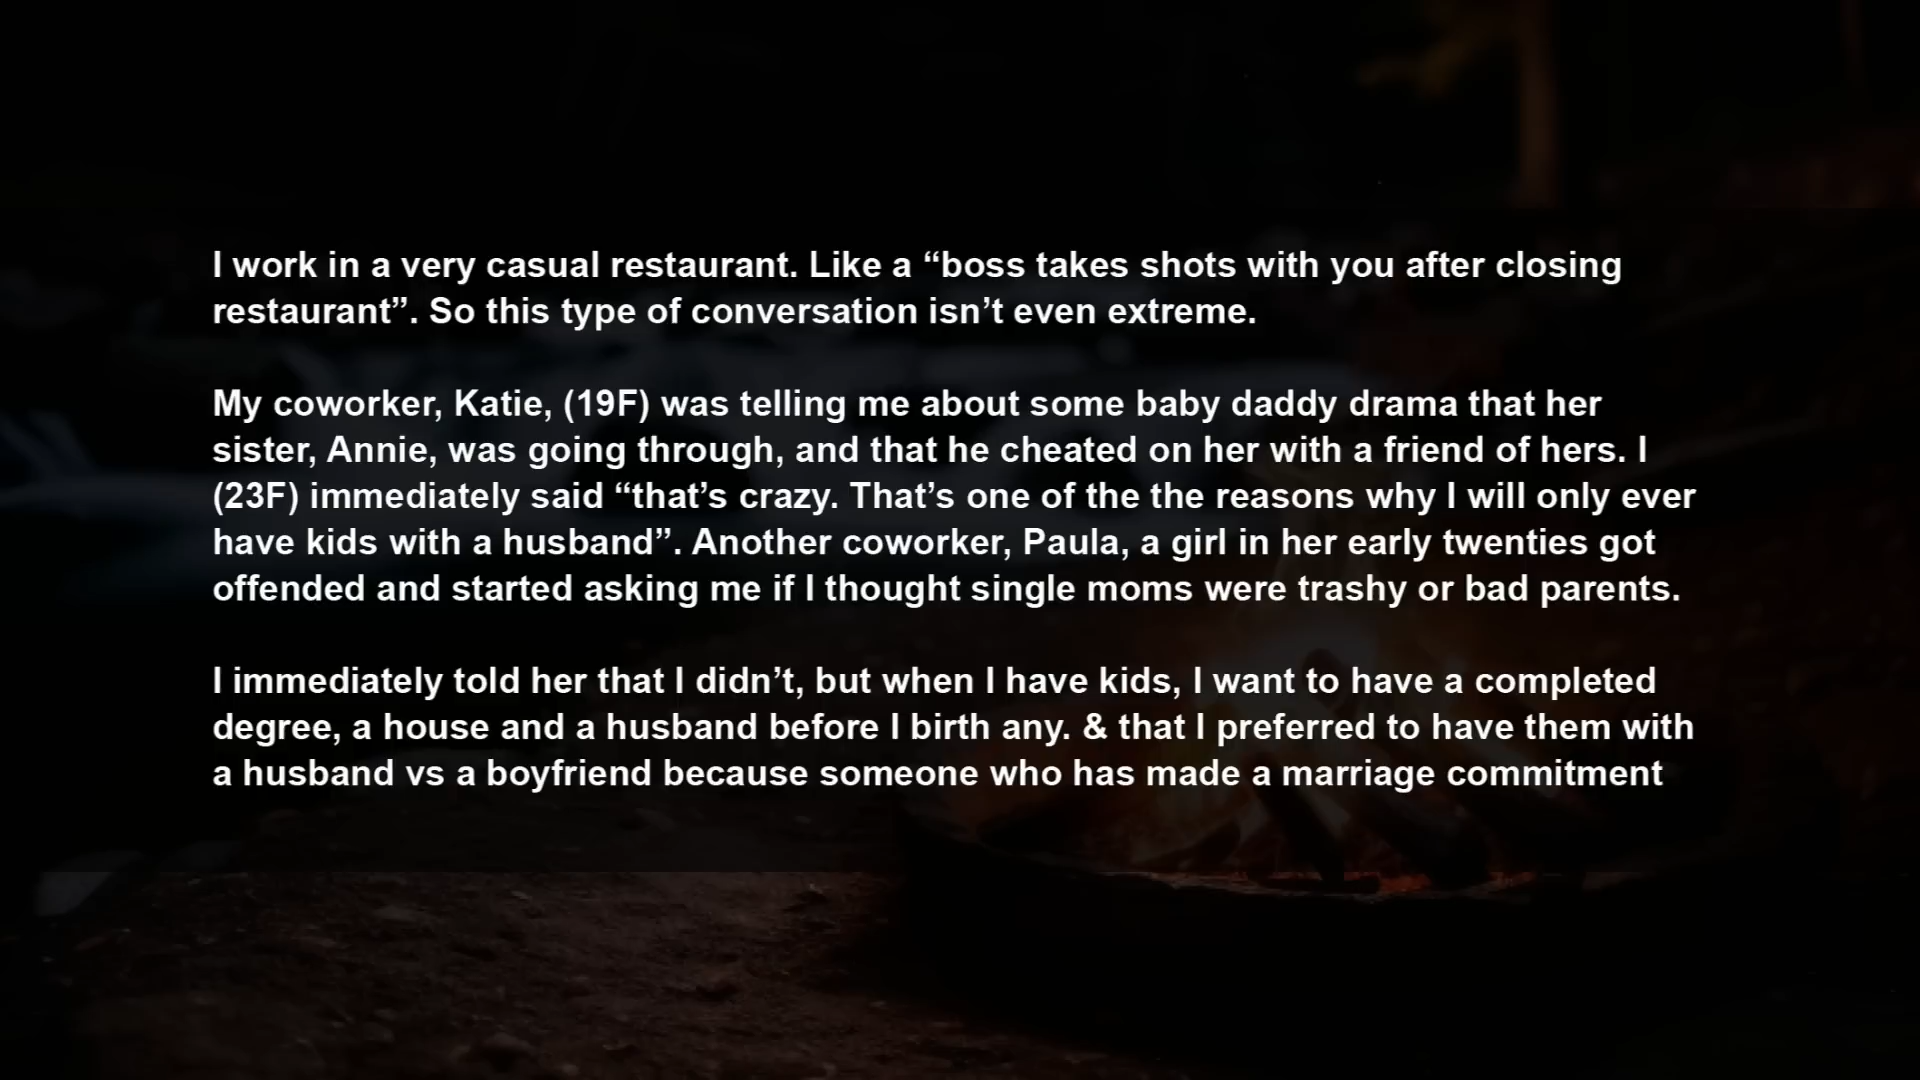 I work in a very casual restaurant. Like a “boss takes shots with you after closing
restaurant”. So this type of conversation isn’t even extreme.
My coworker, Katie, (19F) was telling me about some baby daddy drama that her
sister, Annie, was going through, and that he cheated on her with a friend of hers. I
(23F) immediately said “that’s crazy. That’s one of the the reasons why I will only ever
have kids with a husband”. Another coworker, Paula, a girl in her early twenties got
offended and started asking me if I thought single moms were trashy or bad parents.
I immediately told her that I didn’t, but when I have kids, I want to have a completed
degree, a house and a husband before I birth any. & that I preferred to have them with
a husband vs a boyfriend because someone who has made a marriage commitment